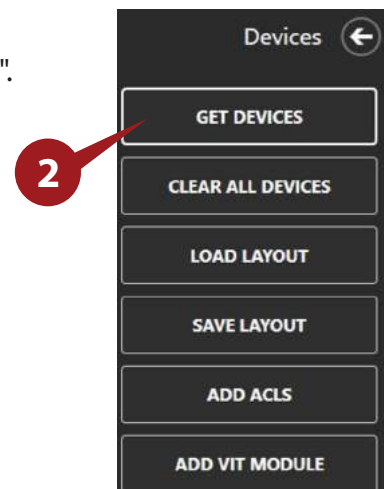 Devices
".
GET DEVICES
2
CLEAR ALL DEVICES
LOAD LAYOUT
SAVE LAYOUT
ADD ACLS
ADD VIT MODULE